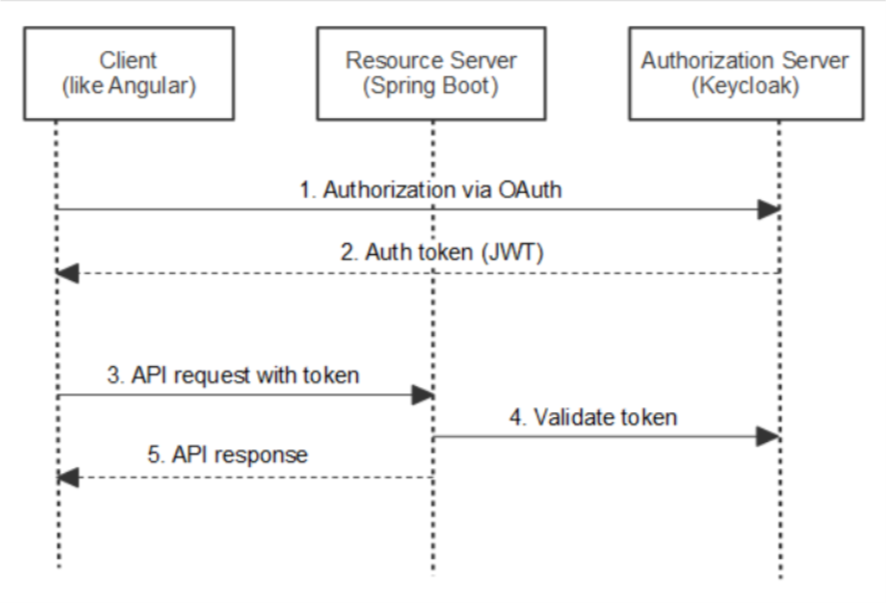 Client
(like Angular)
Resource Server
(Spring Boot)
Authorization Server
(Keycloak)
1. Authorization via OAuth
2. Auth token (JWT)
3. API request with token
4. Validate token
5. API response